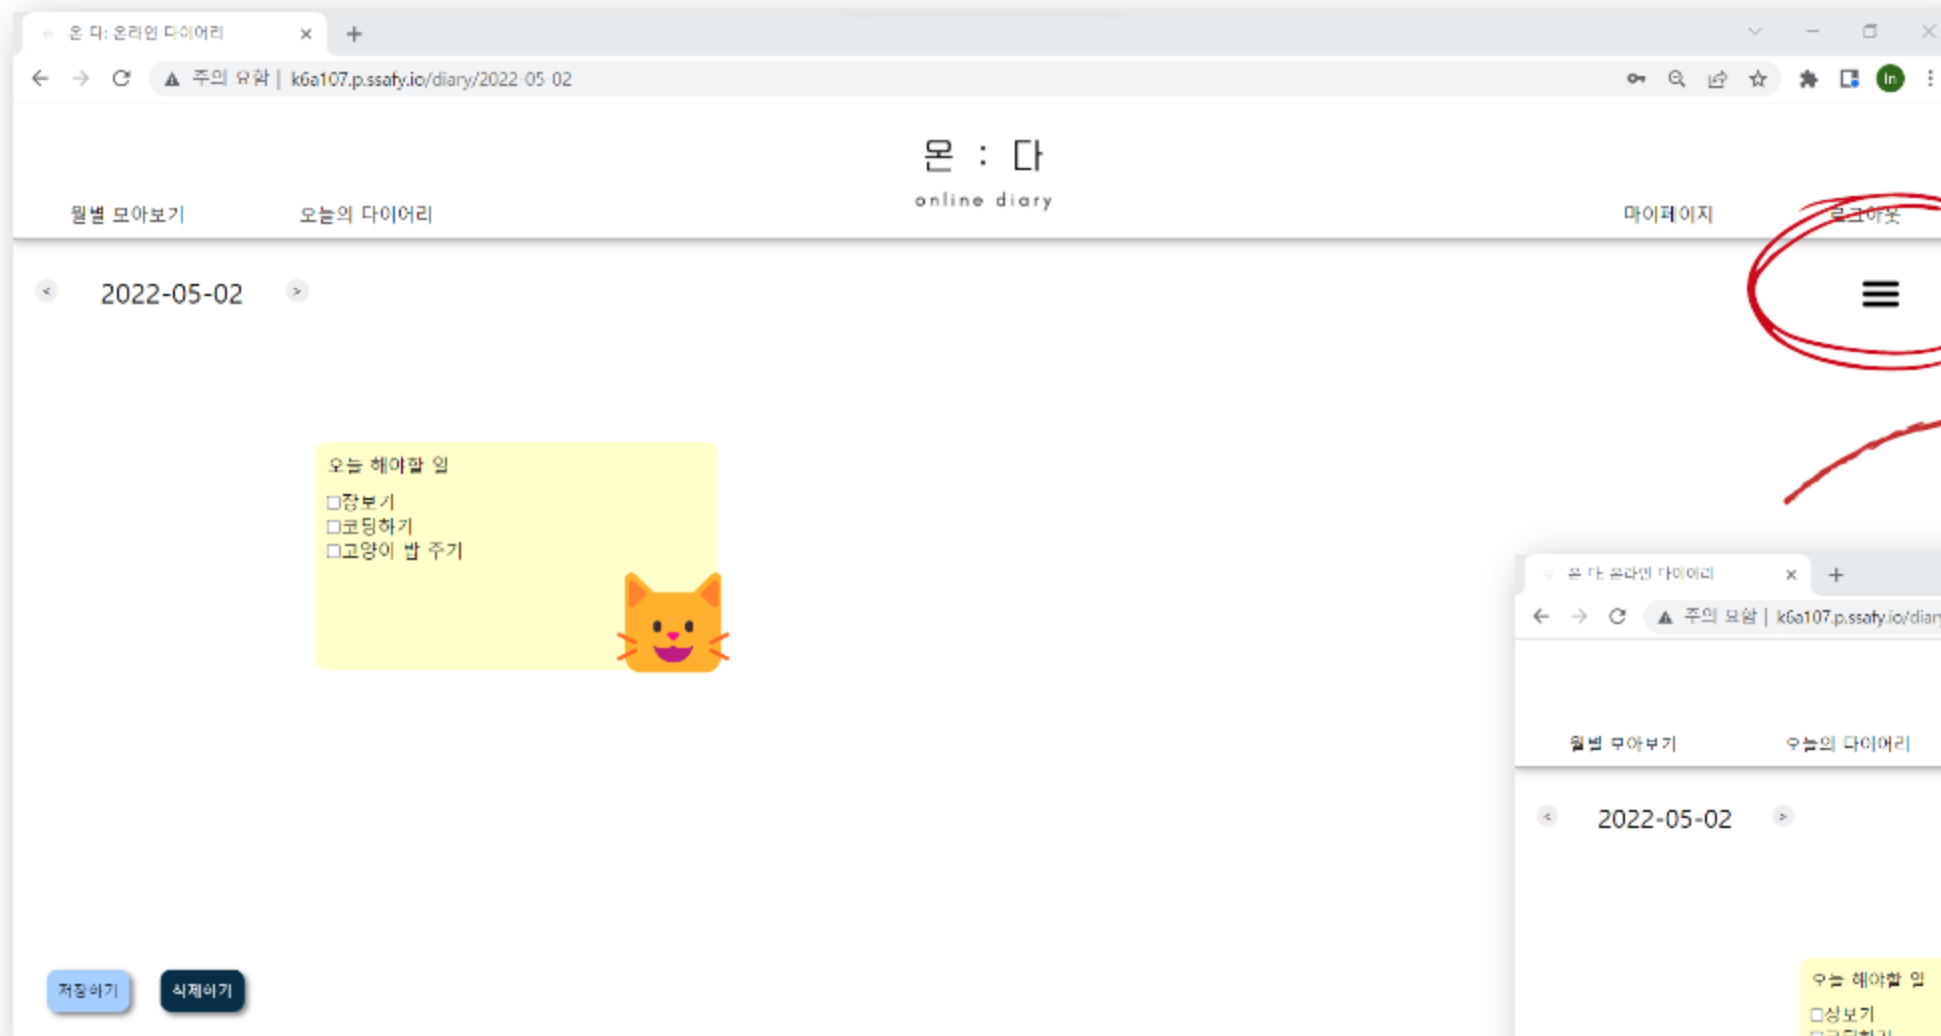 온 다: 온라인 다이어리
주의 요함 | k6a107.p.ssafy.io/diary/2022-05-02
In
온 : 다
online diary
월별 모아보기 오늘의 다이어리 마이페이지 로그아웃
< 2022-05-02 >
오늘 해야할 일
장보기
코딩하기
고양이 밥 주기
저장하기 삭제하기
온 다: 온라인 다이어리
주의 요함 | k6a107.p.ssafy.io/diary
월별 모아보기 오늘의 다이어리
< 2022-05-02 >
오늘 해야할 일
장보기